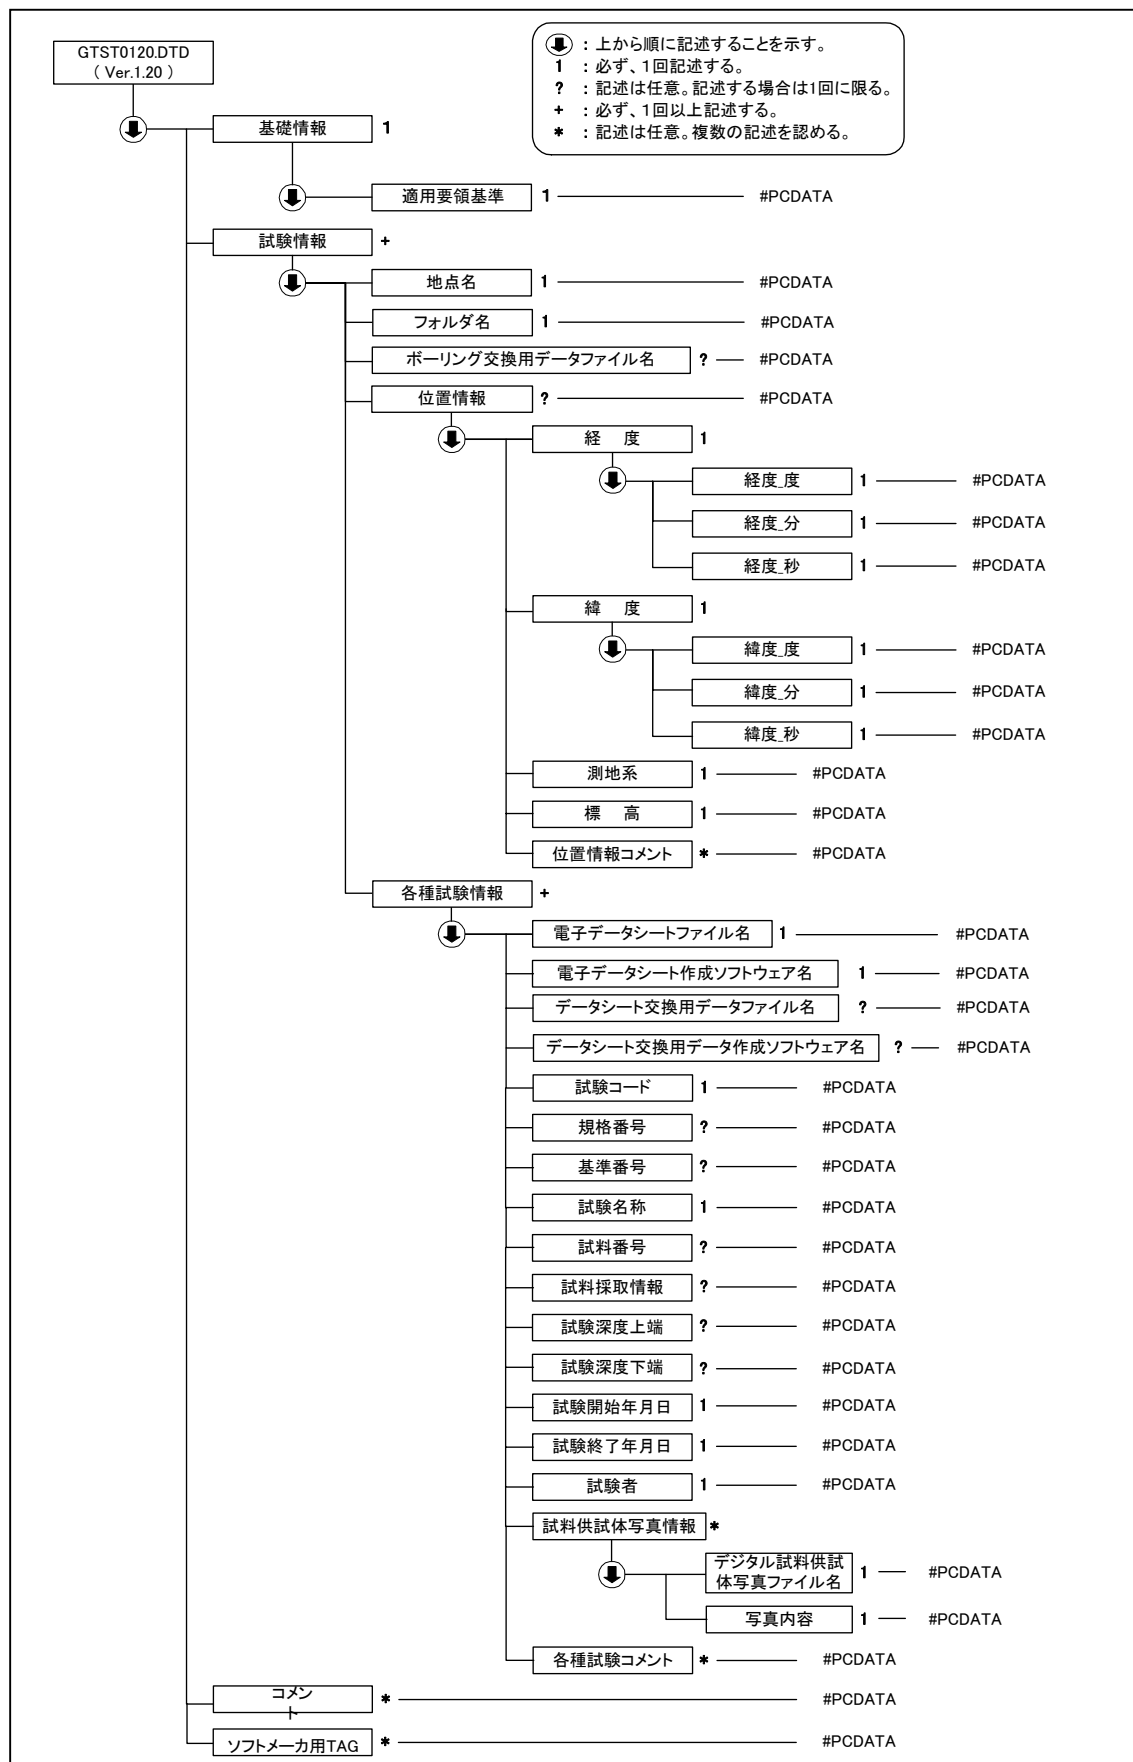 GTST0120.DTD
( Ver.1.20 )
：上から順に記述することを示す。
1 ：必ず、1回記述する。
? ：記述は任意。記述する場合は1回に限る。
+ ：必ず、1回以上記述する。
* ：記述は任意。複数の記述を認める。
基礎情報 1
適用要領基準 1 #PCDATA
試験情報 +
地点名 1 #PCDATA
フォルダ名 1 #PCDATA
ボーリング交換用データファイル名 ? #PCDATA
位置情報 ? #PCDATA
経 度 1
経度_度 1 #PCDATA
経度_分 1 #PCDATA
経度_秒 1 #PCDATA
緯 度 1
緯度_度 1 #PCDATA
緯度_分 1 #PCDATA
緯度_秒 1 #PCDATA
測地系 1 #PCDATA
標 高 1 #PCDATA
位置情報コメント * #PCDATA
各種試験情報 +
電子データシートファイル名 1 #PCDATA
電子データシート作成ソフトウェア名 1 #PCDATA
データシート交換用データファイル名 ? #PCDATA
データシート交換用データ作成ソフトウェア名 ? #PCDATA
試験コード 1 #PCDATA
規格番号 ? #PCDATA
基準番号 ? #PCDATA
試験名称 1 #PCDATA
試料番号 ? #PCDATA
試料採取情報 ? #PCDATA
試験深度上端 ? #PCDATA
試験深度下端 ? #PCDATA
試験開始年月日 1 #PCDATA
試験終了年月日 1 #PCDATA
試験者 1 #PCDATA
試料供試体写真情報 *
デジタル試料供試
体写真ファイル名 1 #PCDATA
写真内容 1 #PCDATA
各種試験コメント * #PCDATA
コメン
ト * #PCDATA
ソフトメーカ用TAG * #PCDATA